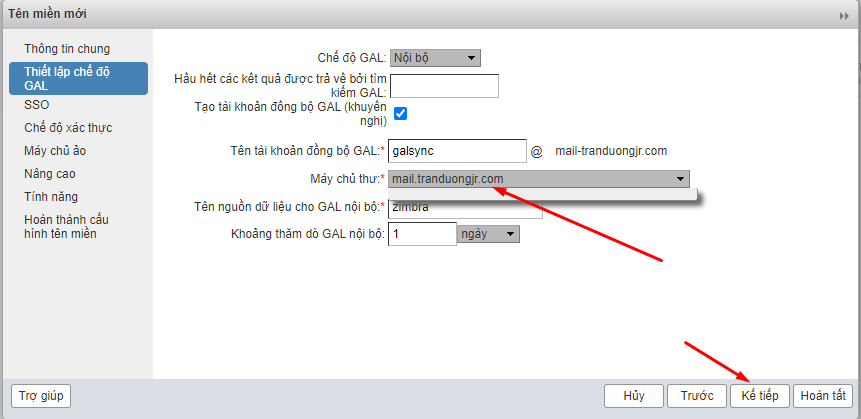 Tên miền mới
Thông tin chung
Thiết lập chế độ
GAL
SSO
Chế độ xác thực
Máy chủ ảo
Nâng cao
Tính năng
Hoàn thành cấu
hình tên miền
Chế độ GAL: Nội bộ
Hầu hết các kết quả được trả về bởi tìm
kiếm GAL:
Tạo tài khoản đồng bộ GAL (khuyến
nghị)
Tên tài khoản đồng bộ GAL:* galsync @ mail-tranduongjr.com
Máy chủ thư:* mail.tranduongjr.com
Tên nguồn dữ liệu cho GAL nội bộ:* zimbra
Khoảng thăm dò GAL nội bộ: 1 ngày
Trợ giúp Hủy Trước Kế tiếp Hoàn tất